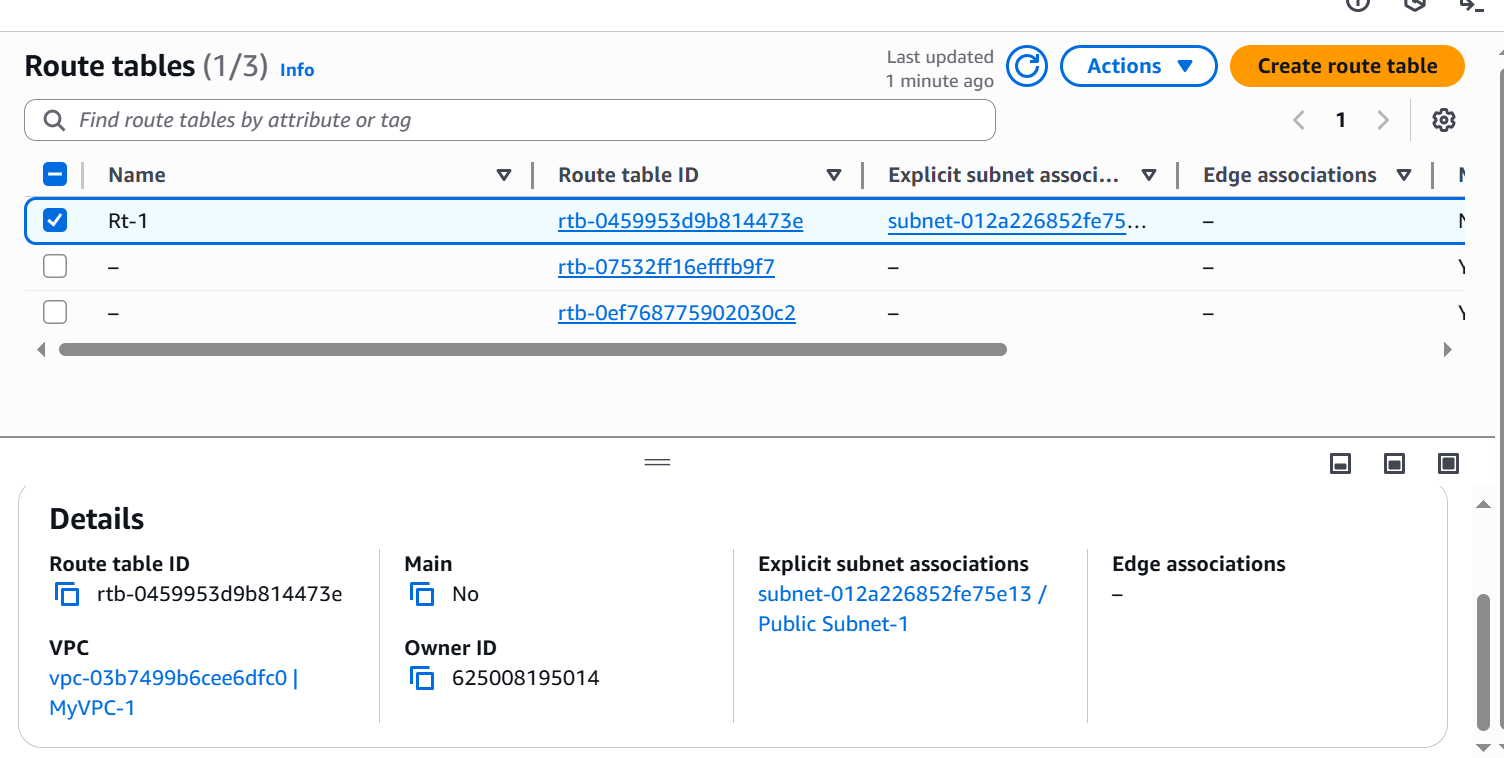 Route tables (1/3) Info
Last updated
1 minute ago
Actions
Create route table
Find route tables by attribute or tag
1
Name Route table ID Explicit subnet associ... Edge associations
Rt-1 rtb-0459953d9b814473e subnet-012a226852fe75... –
– rtb-07532ff16efffb9f7 – –
– rtb-0ef768775902030c2 – –
Details
Route table ID Main Explicit subnet associations Edge associations
rtb-0459953d9b814473e No subnet-012a226852fe75e13 / –
Public Subnet-1
VPC Owner ID
vpc-03b7499b6cee6dfc0 | 625008195014
MyVPC-1